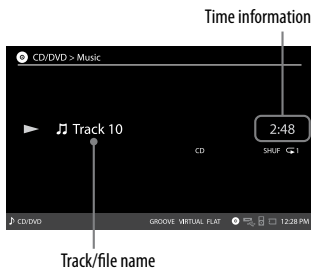 Time information
CD/DVD > Music
Track 10
2:48
CD
SHUF 1
CD/DVD
GROOVE VIRTUAL FLAT
12:28 PM
Track/file name